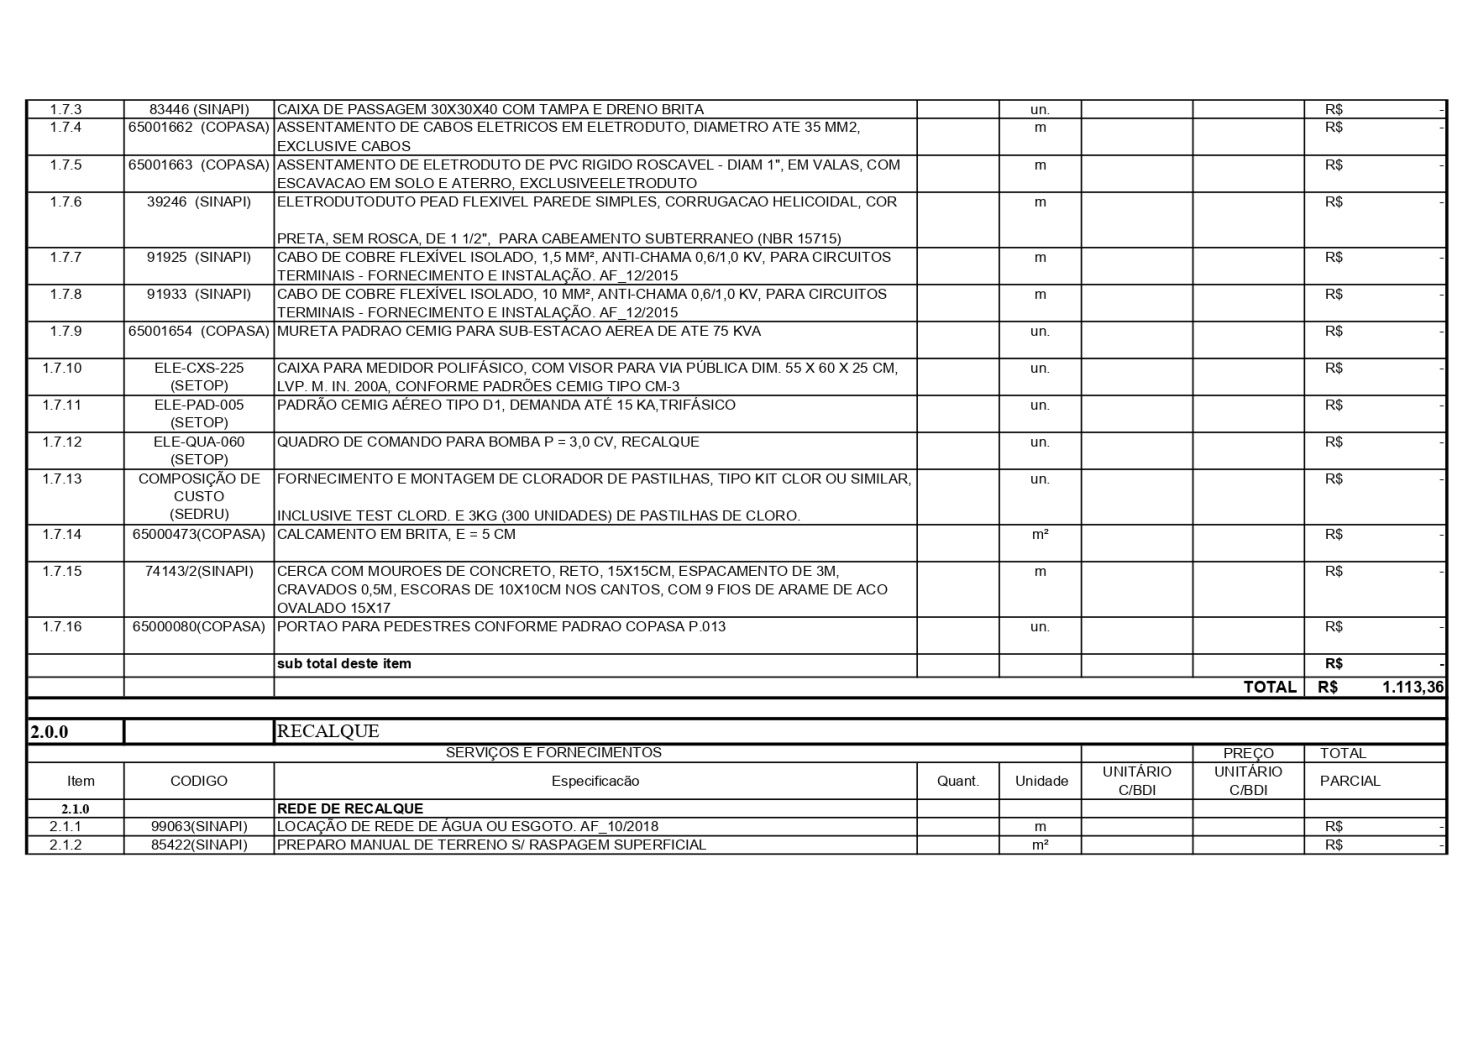 1.7.3 83446 (SINAPI) CAIXA DE PASSAGEM 30X30X40 COM TAMPA E DRENO BRITA un. R$ -
1.7.4 65001662 (COPASA) ASSENTAMENTO DE CABOS ELETRICOS EM ELETRODUTO, DIAMETRO ATE 35 MM2, m R$ -
EXCLUSIVE CABOS
1.7.5 65001663 (COPASA) ASSENTAMENTO DE ELETRODUTO DE PVC RIGIDO ROSCAVEL - DIAM 1", EM VALAS, COM m R$ -
ESCAVACAO EM SOLO E ATERRO, EXCLUSIVEELETRODUTO
1.7.6 39246 (SINAPI) ELETRODUTODUTO PEAD FLEXIVEL PAREDE SIMPLES, CORRUGACAO HELICOIDAL, COR m R$ -
PRETA, SEM ROSCA, DE 1 1/2", PARA CABEAMENTO SUBTERRANEO (NBR 15715)
1.7.7 91925 (SINAPI) CABO DE COBRE FLEXÍVEL ISOLADO, 1,5 MM², ANTI-CHAMA 0,6/1,0 KV, PARA CIRCUITOS m R$ -
TERMINAIS - FORNECIMENTO E INSTALAÇÃO. AF_12/2015
1.7.8 91933 (SINAPI) CABO DE COBRE FLEXÍVEL ISOLADO, 10 MM², ANTI-CHAMA 0,6/1,0 KV, PARA CIRCUITOS m R$ -
TERMINAIS - FORNECIMENTO E INSTALAÇÃO. AF_12/2015
1.7.9 65001654 (COPASA) MURETA PADRAO CEMIG PARA SUB-ESTACAO AEREA DE ATE 75 KVA un. R$ -
1.7.10 ELE-CXS-225 CAIXA PARA MEDIDOR POLIFÁSICO, COM VISOR PARA VIA PÚBLICA DIM. 55 X 60 X 25 CM, un. R$ -
(SETOP) LVP. M. IN. 200A, CONFORME PADRÕES CEMIG TIPO CM-3
1.7.11 ELE-PAD-005 PADRÃO CEMIG AÉREO TIPO D1, DEMANDA ATÉ 15 KA,TRIFÁSICO un. R$ -
(SETOP)
1.7.12 ELE-QUA-060 QUADRO DE COMANDO PARA BOMBA P = 3,0 CV, RECALQUE un. R$ -
(SETOP)
1.7.13 COMPOSIÇÃO DE FORNECIMENTO E MONTAGEM DE CLORADOR DE PASTILHAS, TIPO KIT CLOR OU SIMILAR, un. R$ -
CUSTO
(SEDRU) INCLUSIVE TEST CLORD. E 3KG (300 UNIDADES) DE PASTILHAS DE CLORO.
1.7.14 65000473(COPASA) CALCAMENTO EM BRITA, E = 5 CM m² R$ -
1.7.15 74143/2(SINAPI) CERCA COM MOUROES DE CONCRETO, RETO, 15X15CM, ESPACAMENTO DE 3M, m R$ -
CRAVADOS 0,5M, ESCORAS DE 10X10CM NOS CANTOS, COM 9 FIOS DE ARAME DE ACO
OVALADO 15X17
1.7.16 65000080(COPASA) PORTAO PARA PEDESTRES CONFORME PADRAO COPASA P.013 un. R$ -
sub total deste item R$ -
TOTAL R$ 1.113,36
2.0.0 RECALQUE
SERVIÇOS E FORNECIMENTOS PREÇO TOTAL
Item CODIGO Especificacão Quant. Unidade UNITÁRIO C/BDI UNITÁRIO C/BDI PARCIAL
2.1.0 REDE DE RECALQUE
2.1.1 99063(SINAPI) LOCAÇÃO DE REDE DE ÁGUA OU ESGOTO. AF_10/2018 m R$ -
2.1.2 85422(SINAPI) PREPARO MANUAL DE TERRENO S/ RASPAGEM SUPERFICIAL m² R$ -